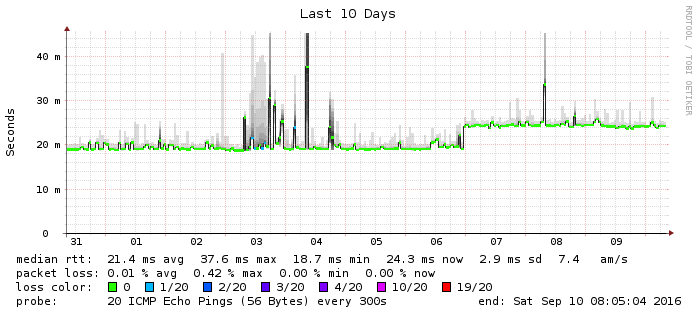 Last 10 Days
RRDTOOL / TOBI OETIKER
Seconds
40 m
30 m
20 m
10 m
0
31 01 02 03 04 05 06 07 08 09
median rtt: 21.4 ms avg 37.6 ms max 18.7 ms min 24.3 ms now 2.9 ms sd 7.4 am/s
packet loss: 0.01 % avg 0.42 % max 0.00 % min 0.00 % now
loss color: 0 1/20 2/20 3/20 4/20 10/20 19/20
probe: 20 ICMP Echo Pings (56 Bytes) every 300s end: Sat Sep 10 08:05:04 2016